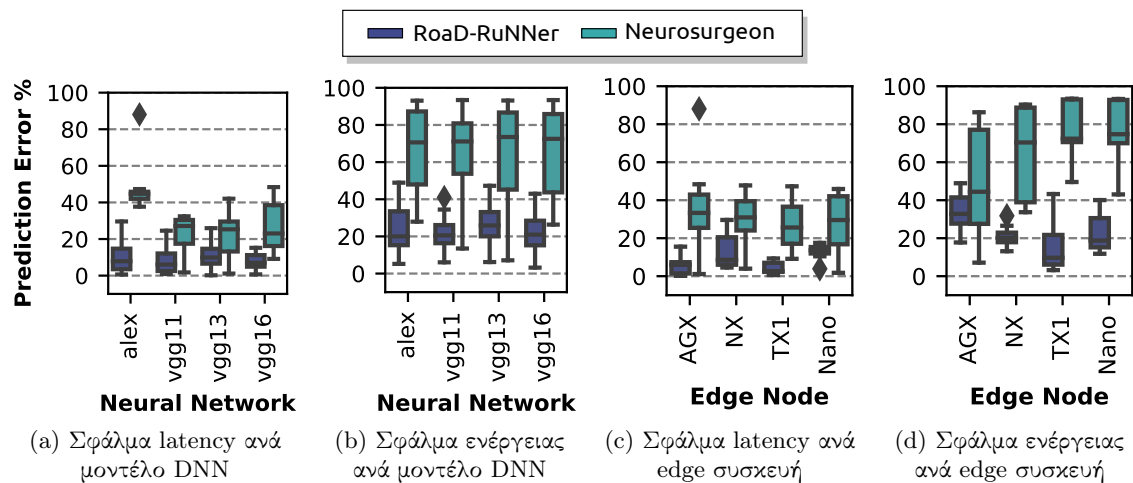 RoaD-RuNNer Neurosurgeon
Prediction Error %
100
80
60
40
20
0
alex
vgg11
vgg13
vgg16
Neural Network
100
80
60
40
20
0
alex
vgg11
vgg13
vgg16
Neural Network
100
80
60
40
20
0
AGX
NX
TX1
Nano
Edge Node
100
80
60
40
20
0
AGX
NX
TX1
Nano
Edge Node
(a) Σφάλμα latency ανά
μοντέλο DNN
(b) Σφάλμα ενέργειας
ανά μοντέλο DNN
(c) Σφάλμα latency ανά
edge συσκευή
(d) Σφάλμα ενέργειας
ανά edge συσκευή